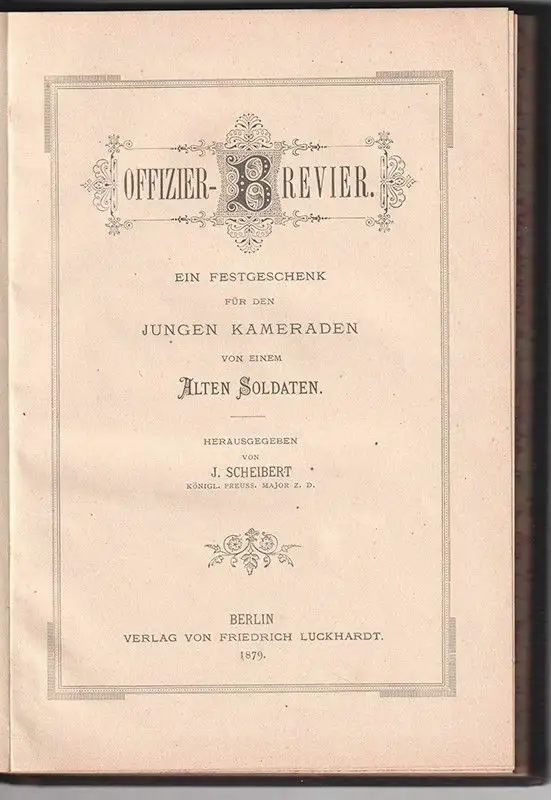 OFFIZIER-BREVIER.
EIN FESTGESCHENK
FÜR DEN
JUNGEN KAMERADEN
VON EINEM
ALTEN SOLDATEN.
HERAUSGEGEBEN
VON
J. SCHEIBERT
KÖNIGL. PREUSS. MAJOR Z. D.
BERLIN
VERLAG VON FRIEDRICH LUCKHARDT.
1879.